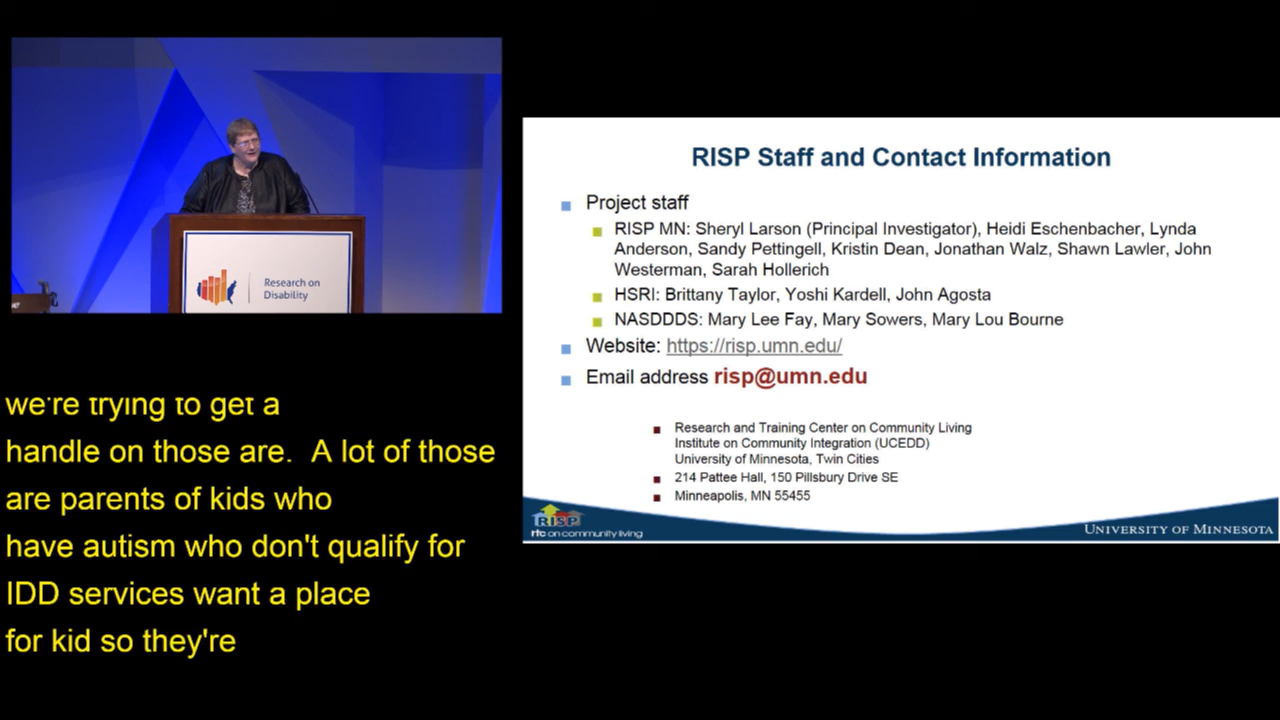 Research on
Disability
we're trying to get a
handle on those are. A lot of those
are parents of kids who
have autism who don't qualify for
IDD services want a place
for kid so they're
RISP Staff and Contact Information
Project staff
RISP MN: Sheryl Larson (Principal Investigator), Heidi Eschenbacher, Lynda
Anderson, Sandy Pettingell, Kristin Dean, Jonathan Walz, Shawn Lawler, John
Westerman, Sarah Hollerich
HSRI: Brittany Taylor, Yoshi Kardell, John Agosta
NASDDDS: Mary Lee Fay, Mary Sowers, Mary Lou Bourne
Website: https://risp.umn.edu/
Email address risp@umn.edu
Research and Training Center on Community Living
Institute on Community Integration (UCEDD)
University of Minnesota, Twin Cities
214 Pattee Hall, 150 Pillsbury Drive SE
Minneapolis, MN 55455
RISP
rtc on community living
UNIVERSITY OF MINNESOTA